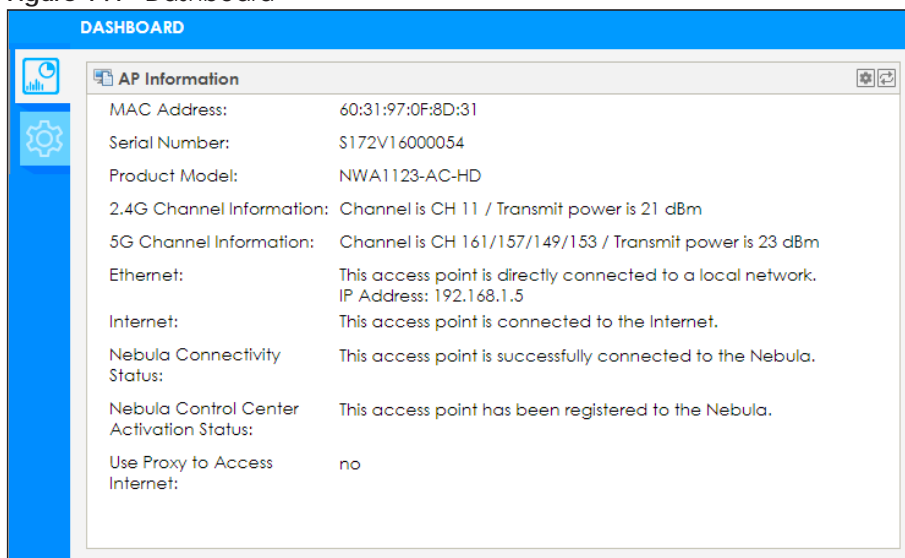 DASHBOARD
AP Information
MAC Address: 60:31:97:0F:8D:31
Serial Number: S172V16000054
Product Model: NWA1123-AC-HD
2.4G Channel Information: Channel is CH 11 / Transmit power is 21 dBm
5G Channel Information: Channel is CH 161/157/149/153 / Transmit power is 23 dBm
Ethernet: This access point is directly connected to a local network.
IP Address: 192.168.1.5
Internet: This access point is connected to the Internet.
Nebula Connectivity This access point is successfully connected to the Nebula.
Status:
Nebula Control Center This access point has been registered to the Nebula.
Activation Status:
Use Proxy to Access no
Internet: